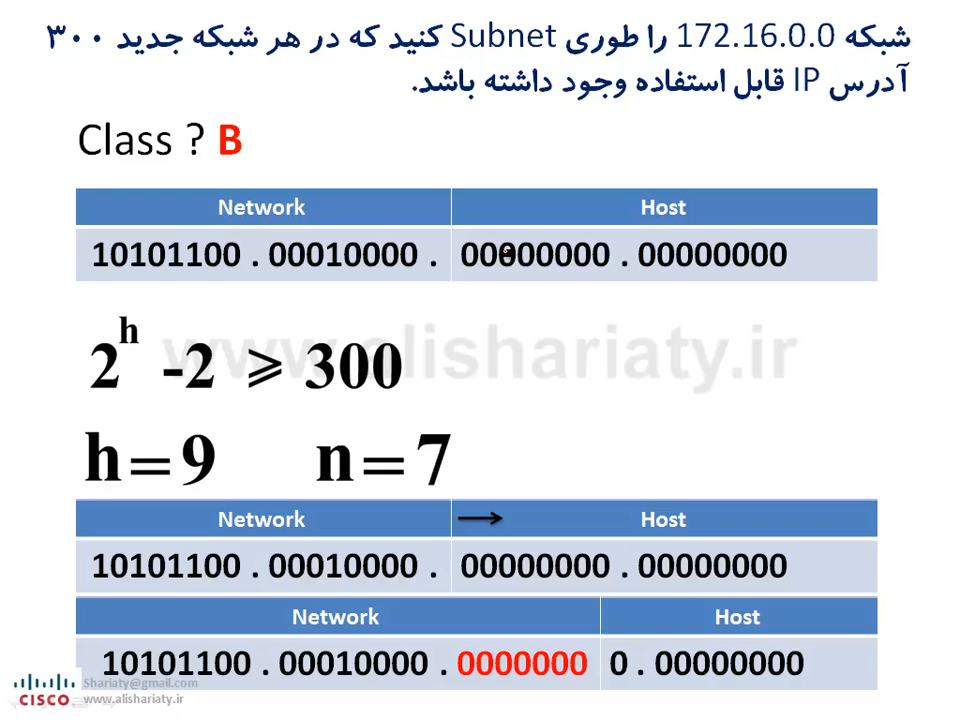 شبکه 172.16.0.0 را طوری Subnet کنید که در هر شبکه جدید ۳۰۰
آدرس IP قابل استفاده وجود داشته باشد.
Class ? B
Network Host
10101100 . 00010000 . 00000000 . 00000000
www.alishariaty.ir
2^h -2 ⩾ 300
h=9 n=7
Network → Host
10101100 . 00010000 . 00000000 . 00000000
Network Host
10101100 . 00010000 . 0000000 0 . 00000000
Shariaty@gmail.com
www.alishariaty.ir
CISCO